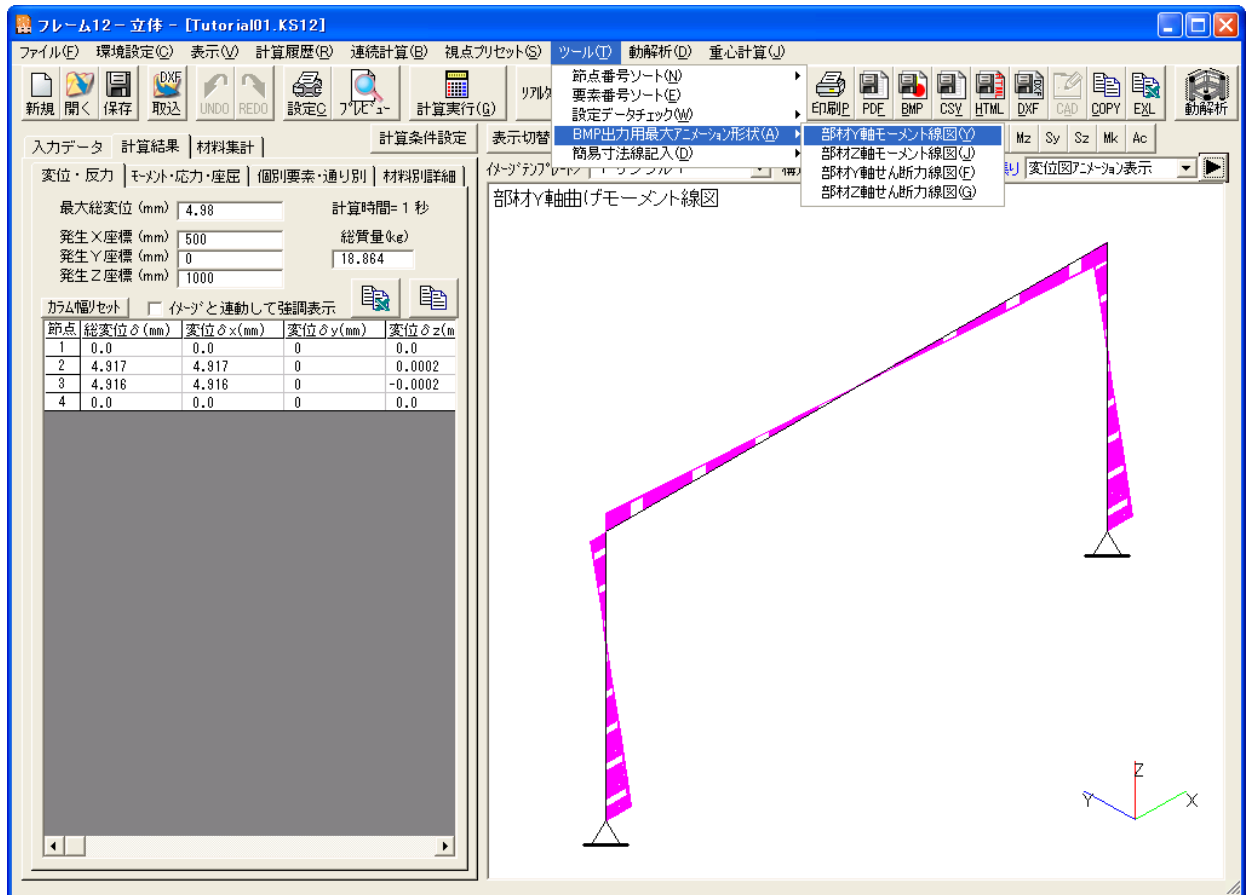 フレーム12－立体 - [Tutorial01.KS12]
ファイル(F) 環境設定(C) 表示(V) 計算履歴(R) 連続計算(B) 視点プリセット(S) ツール(T) 動解析(D) 重心計算(J)
新規 開く 保存 DXF 取込 UNDO REDO 設定C プレビュー 計算実行(G) 印刷IP PDF BMP CSV HTML DXF CAD COPY EXL 動解析
節点番号ソート(N)
要素番号ソート(E)
設定データチェック(W)
BMP出力用最大アニメーション形状(A)
簡易寸法線記入(D)
部材Y軸モーメント線図(Y)
部材Z軸モーメント線図(J)
部材Y軸せん断力線図(F)
部材Z軸せん断力線図(G)
入力データ 計算結果 材料集計 計算条件設定 表示切替 Mz Sy Sz Mk Ac
変位図アニメーション表示
変位・反力 モーメント・応力・座屈 個別要素・通り別 材料別詳細
部材Y軸曲げモーメント線図
最大総変位 (mm) 4.98 計算時間= 1 秒
発生X座標 (mm) 500 総質量(kg)
発生Y座標 (mm) 0 18.864
発生Z座標 (mm) 1000
カラム幅リセット イメージと連動して強調表示
節点 総変位δ(mm) 変位δx(mm) 変位δy(mm) 変位δz(m
1 0.0 0.0 0 0.0
2 4.917 4.917 0 0.0002
3 4.916 4.916 0 -0.0002
4 0.0 0.0 0 0.0
Z
Y X